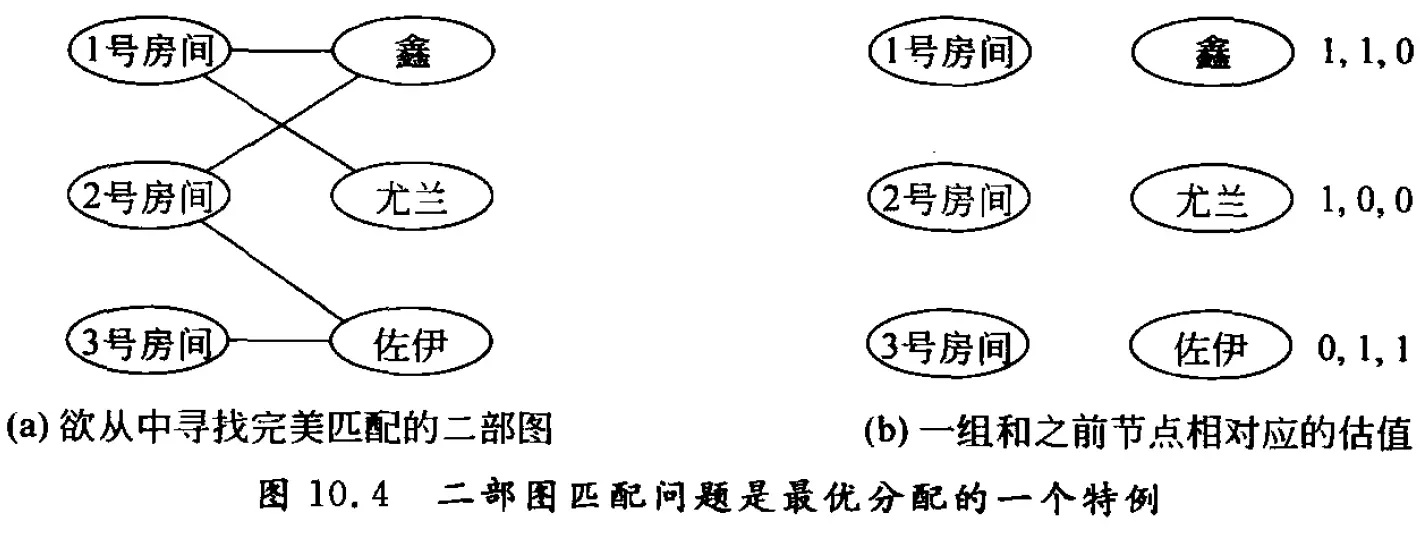 1号房间 鑫 1号房间 鑫 1, 1, 0
2号房间 尤兰 2号房间 尤兰 1, 0, 0
3号房间 佐伊 3号房间 佐伊 0, 1, 1
(a) 欲从中寻找完美匹配的二部图 (b) 一组和之前节点相对应的估值
图 10.4 二部图匹配问题是最优分配的一个特例